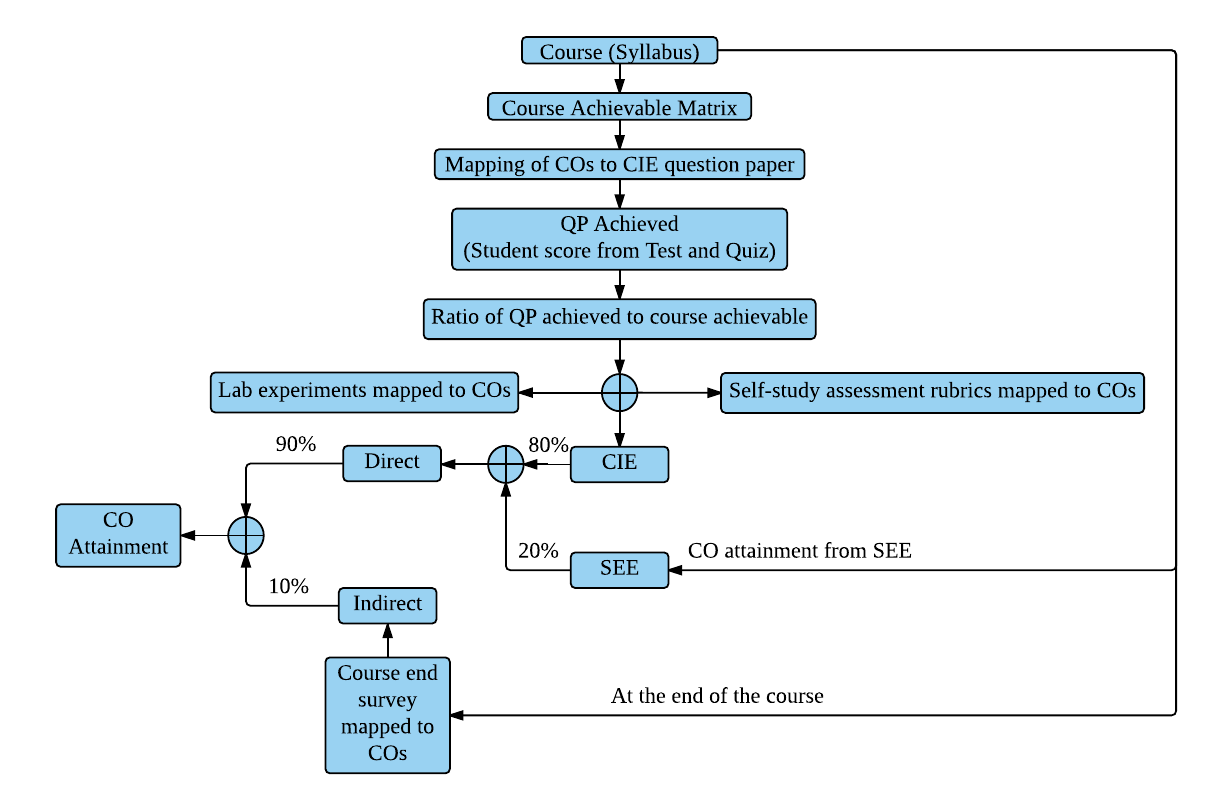 Course (Syllabus)
Course Achievable Matrix
Mapping of COs to CIE question paper
QP Achieved
(Student score from Test and Quiz)
Ratio of QP achieved to course achievable
Lab experiments mapped to COs
Self-study assessment rubrics mapped to COs
90%
Direct
80%
CIE
CO
Attainment
20%
SEE
CO attainment from SEE
10%
Indirect
Course end
survey
mapped to
COs
At the end of the course